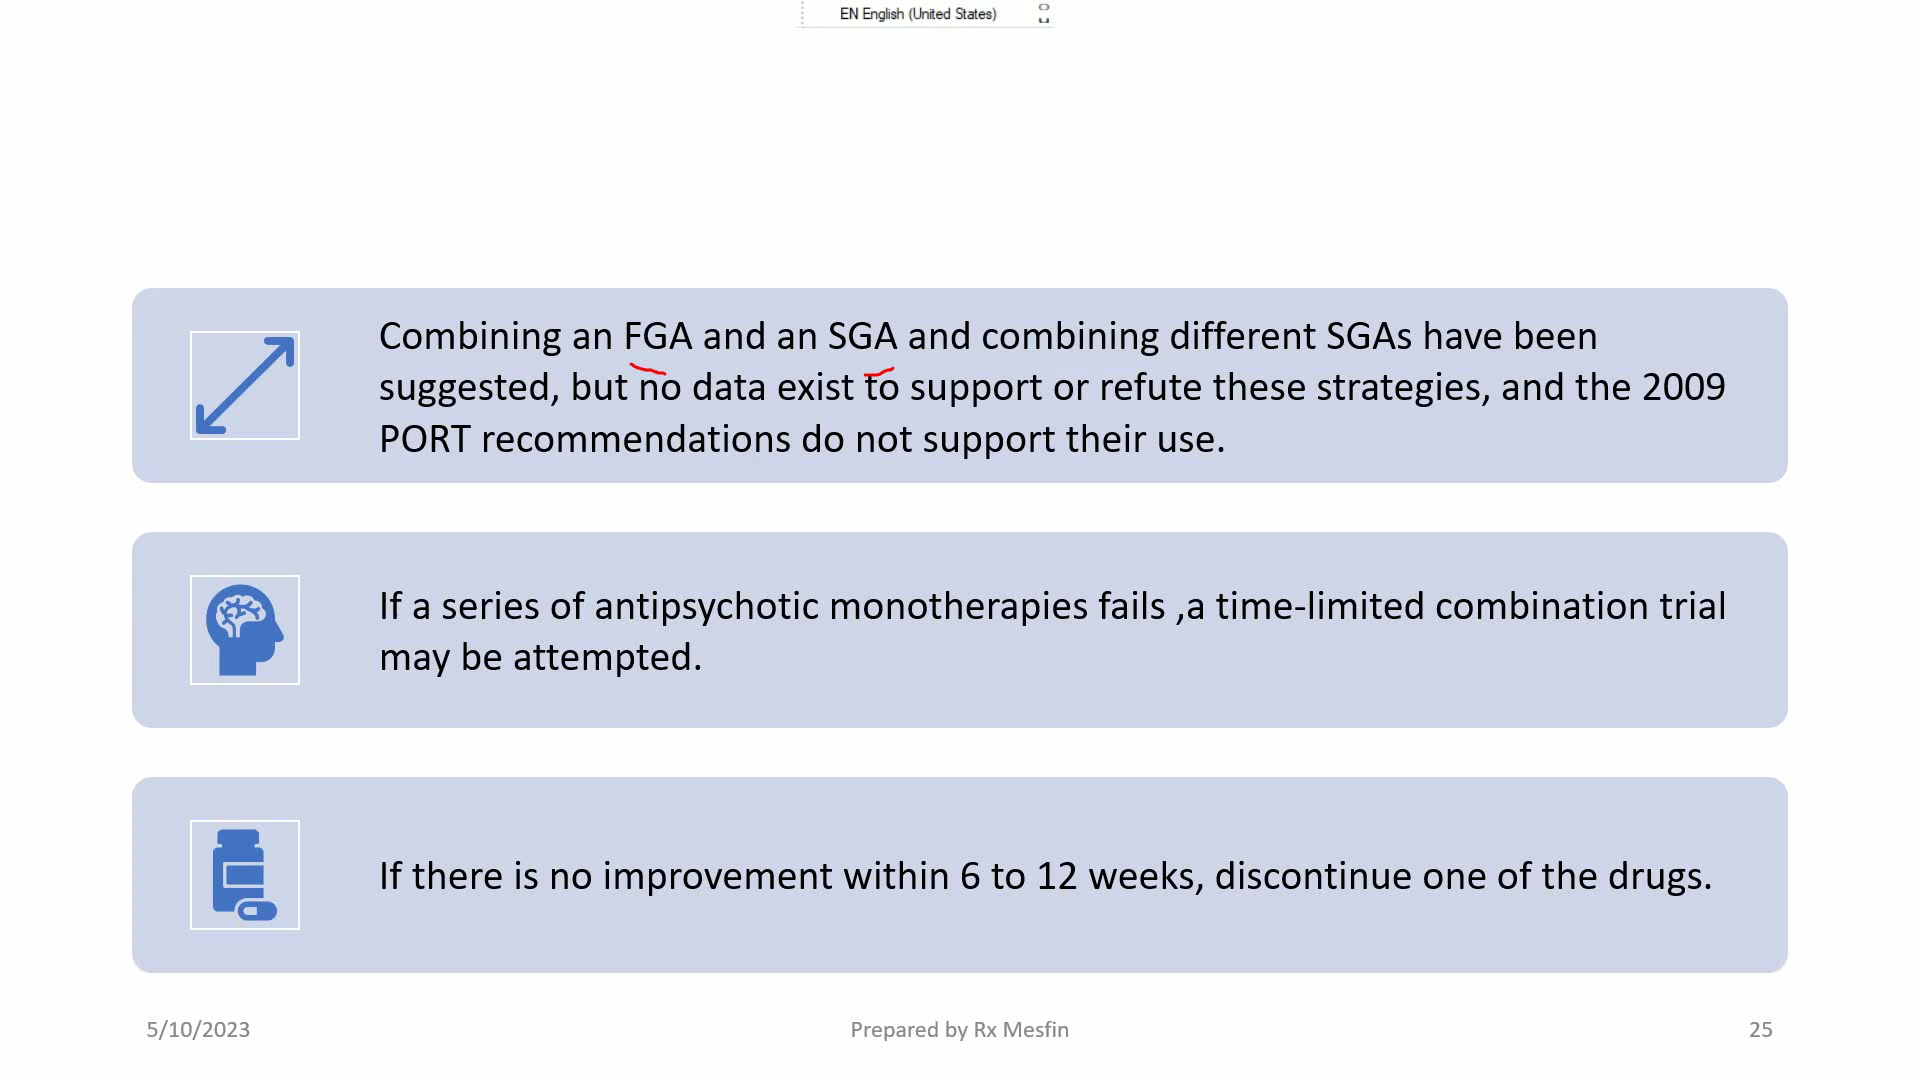 EN English (United States)
Combining an FGA and an SGA and combining different SGAs have been
suggested, but no data exist to support or refute these strategies, and the 2009
PORT recommendations do not support their use.
If a series of antipsychotic monotherapies fails ,a time-limited combination trial
may be attempted.
If there is no improvement within 6 to 12 weeks, discontinue one of the drugs.
5/10/2023
Prepared by Rx Mesfin
25